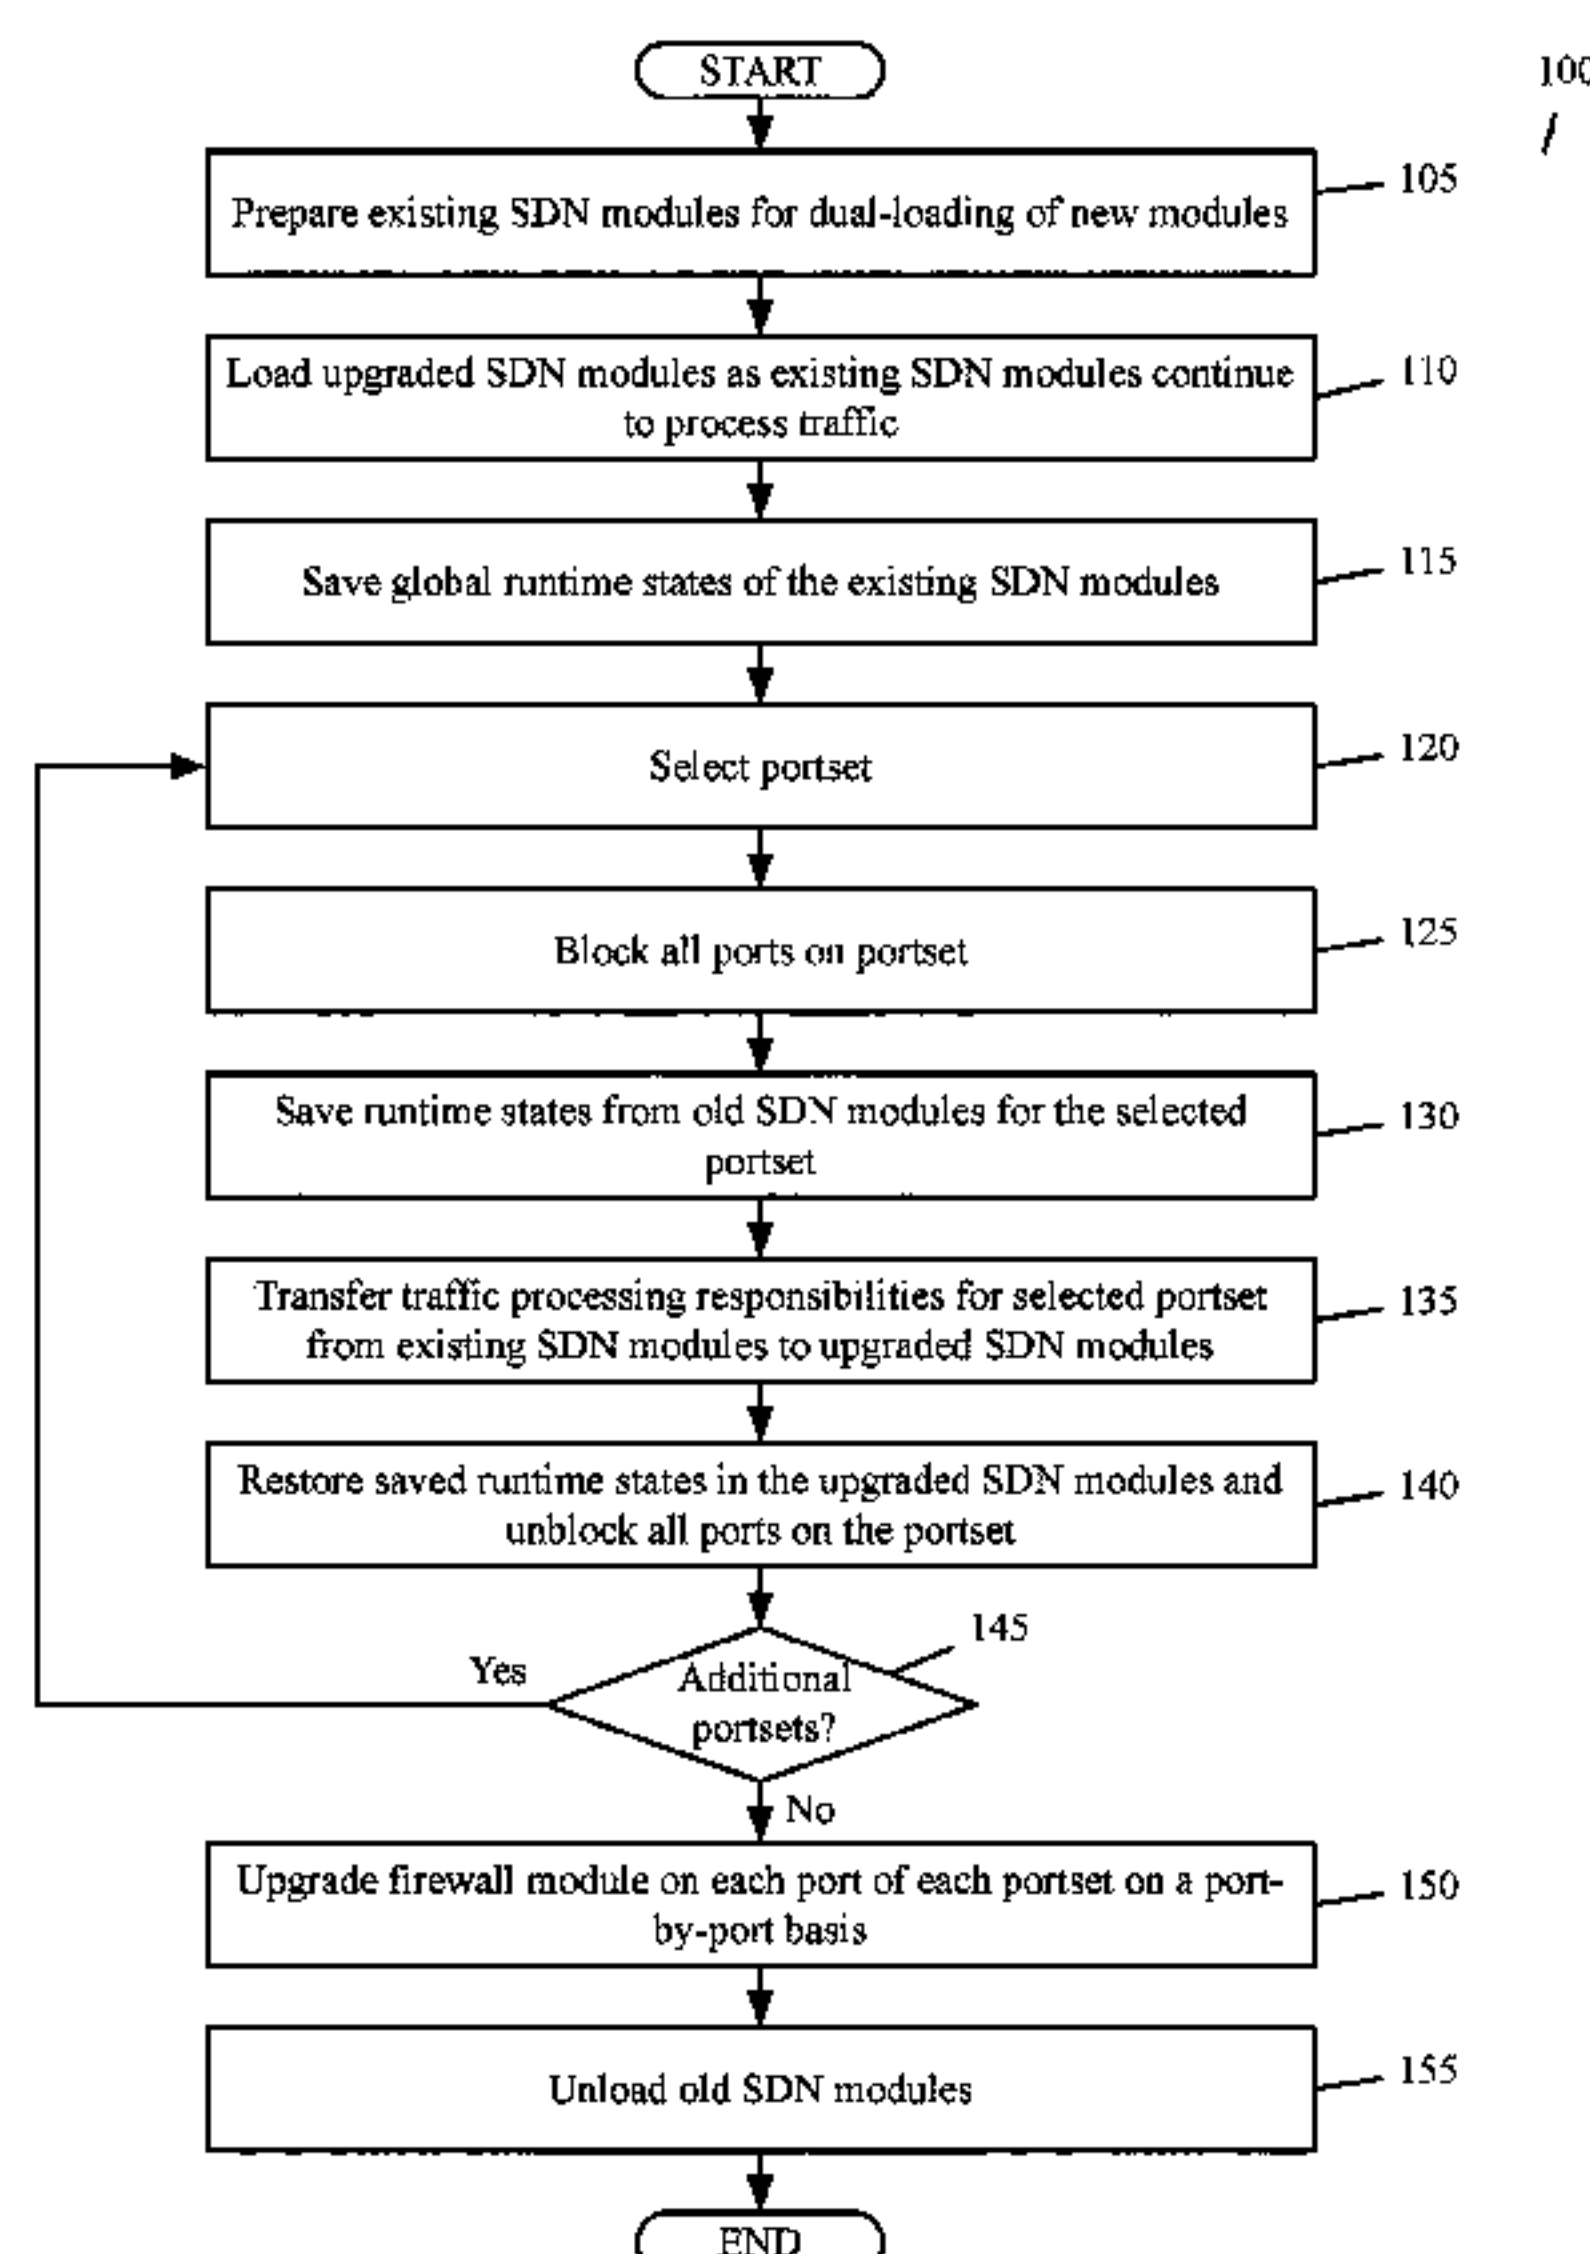 START
100
Prepare existing SDN modules for dual-loading of new modules
105
Load upgraded SDN modules as existing SDN modules continue
to process traffic
110
Save global runtime states of the existing SDN modules
115
Select portset
120
Block all ports on portset
125
Save runtime states from old SDN modules for the selected
portset
130
Transfer traffic processing responsibilities for selected portset
from existing SDN modules to upgraded SDN modules
135
Restore saved runtime states in the upgraded SDN modules and
unblock all ports on the portset
140
145
Yes
Additional
portsets?
No
Upgrade firewall module on each port of each portset on a port-
by-port basis
150
Unload old SDN modules
155
END